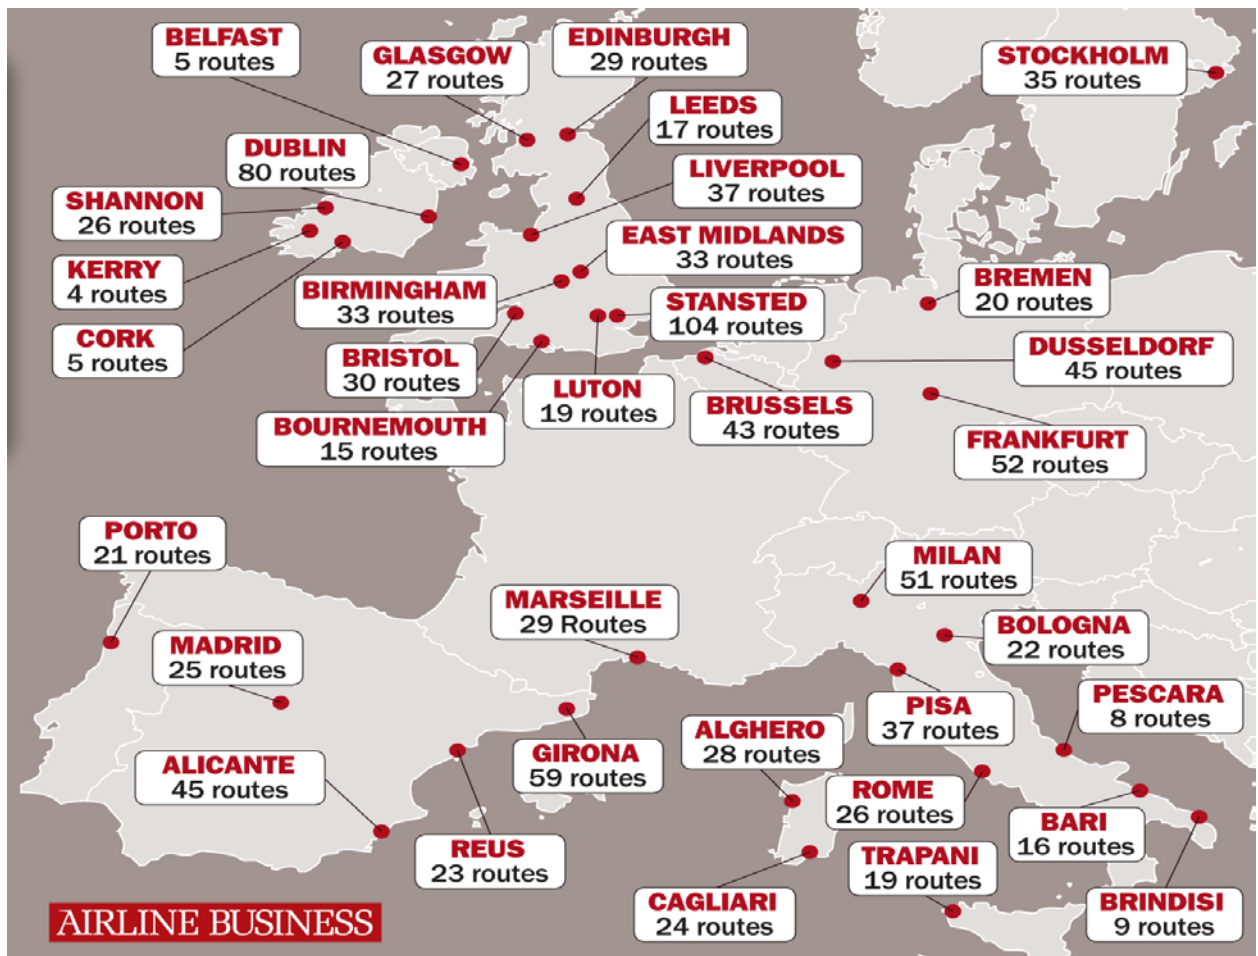 BELFAST
5 routes
GLASGOW
27 routes
EDINBURGH
29 routes
STOCKHOLM
35 routes
LEEDS
17 routes
DUBLIN
80 routes
LIVERPOOL
37 routes
SHANNON
26 routes
EAST MIDLANDS
33 routes
KERRY
4 routes
BIRMINGHAM
33 routes
STANSTED
104 routes
BREMEN
20 routes
CORK
5 routes
BRISTOL
30 routes
DUSSELDORF
45 routes
LUTON
19 routes
BRUSSELS
43 routes
BOURNEMOUTH
15 routes
FRANKFURT
52 routes
PORTO
21 routes
MILAN
51 routes
MARSEILLE
29 Routes
BOLOGNA
22 routes
MADRID
25 routes
PISA
37 routes
PESCARA
8 routes
ALGHERO
28 routes
GIRONA
59 routes
ALICANTE
45 routes
ROME
26 routes
BARI
16 routes
REUS
23 routes
TRAPANI
19 routes
CAGLIARI
24 routes
BRINDISI
9 routes
AIRLINE BUSINESS